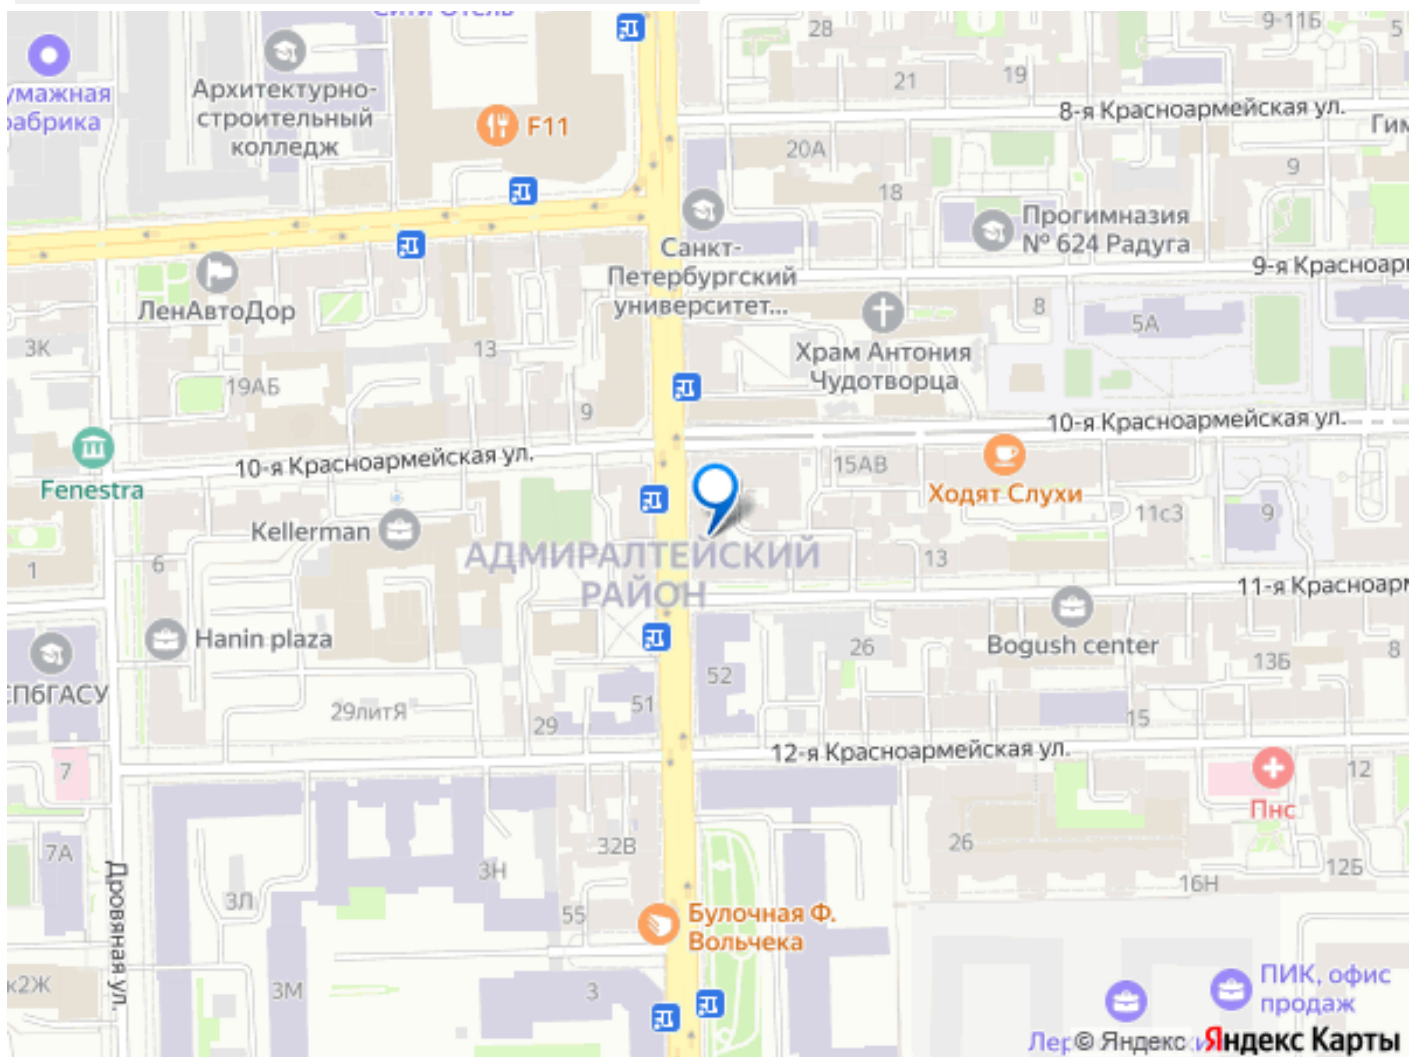 Сити Отель
28
9-11Б
5
21
19
умажная
фабрика
Архитектурно-
строительный
колледж
F11
8-я Красноармейская ул.
Гим
20А
18
9
Прогимназия
№ 624 Радуга
Санкт-
Петербургский
университет...
9-я Красноар
ЛенАвтоДор
8
5А
3К
13
Храм Антония
Чудотворца
19АБ
9
10-я Красноармейская ул.
10-я Красноармейская ул.
15АВ
Fenestra
Ходят Слухи
Kellerman
11с3
9
АДМИРАЛТЕЙСКИЙ
РАЙОН
1
6
13
11-я Красноарм
Hanin plaza
26
Bogush center
13Б
8
СПбГАСУ
52
29литЯ
51
29
15
12-я Красноармейская ул.
7
12
Пнс
7А
32В
26
3Н
12Б
16Н
Дровяная ул.
3Л
55
Булочная Ф.
Вольчека
к2Ж
3М
3
ПИК, офис
продаж
Лер
© Яндекс
Яндекс Карты